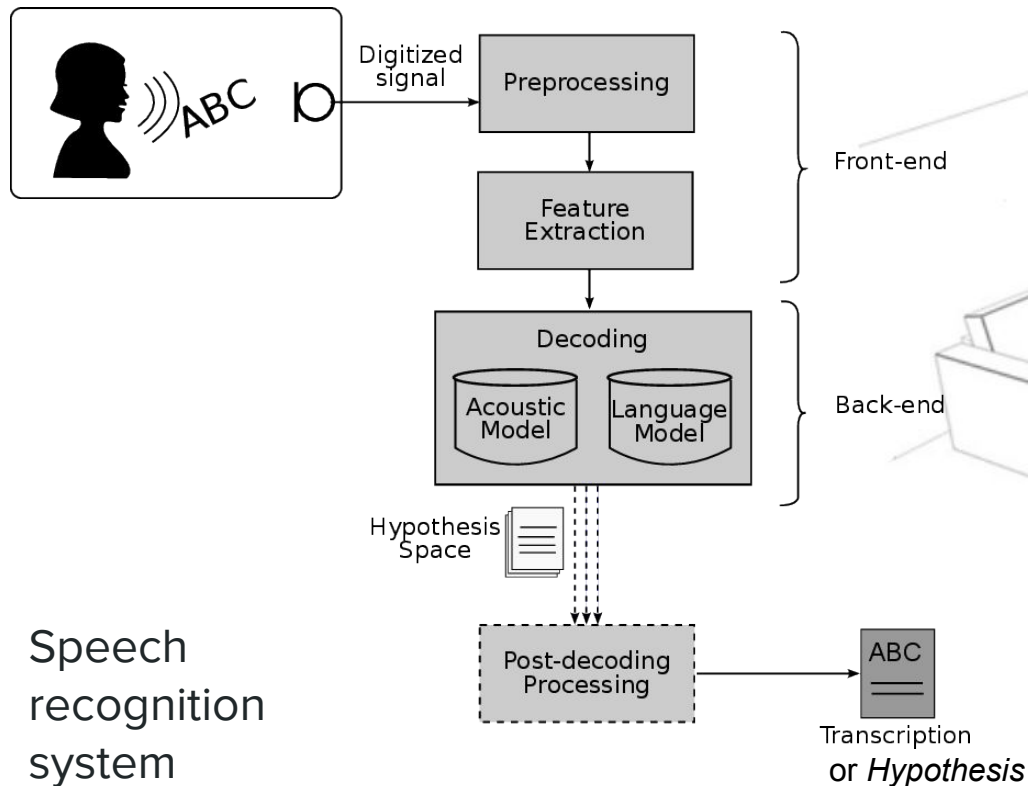 ABC
Digitized
signal
Preprocessing
Feature
Extraction
Front-end
Decoding
Acoustic
Model
Language
Model
Back-end
Hypothesis
Space
Post-decoding
Processing
ABC
Transcription
or Hypothesis
Speech
recognition
system